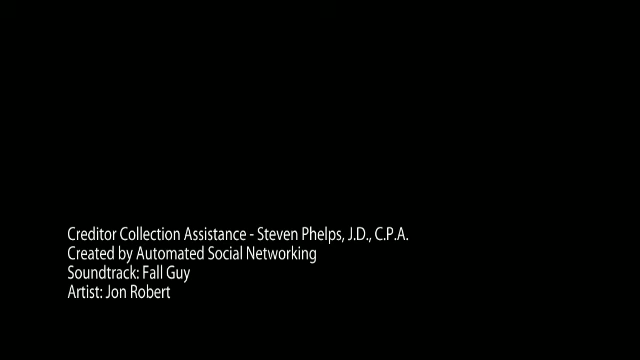 Creditor Collection Assistance - Steven Phelps, J.D., C.P.A.
Created by Automated Social Networking
Soundtrack: Fall Guy
Artist: Jon Robert